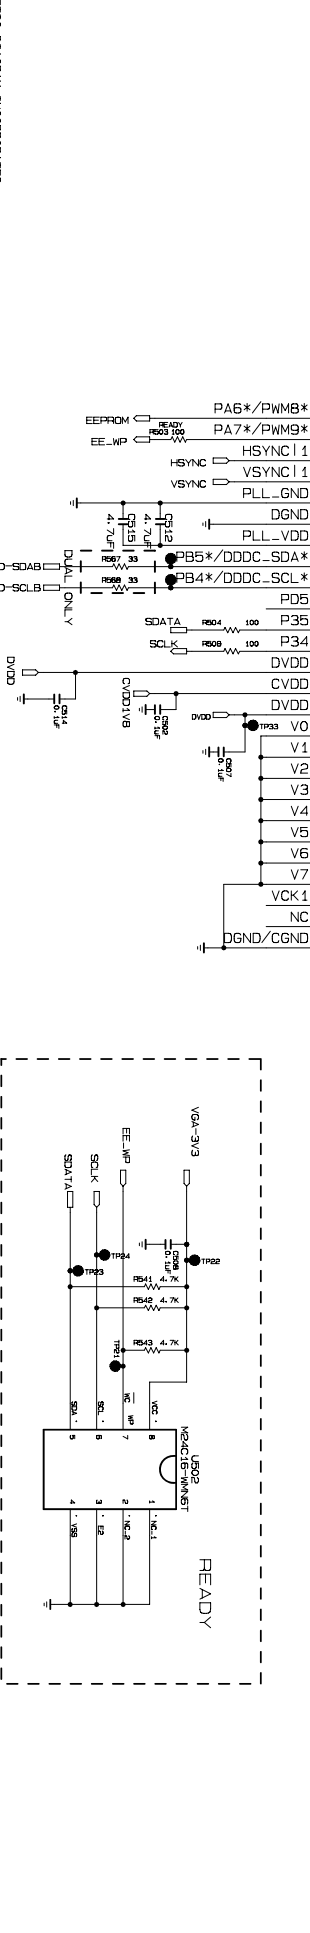 PA6*/PWM8*
EEPROM
READY
R503 100
PA7*/PWM9*
EE_WP
HSYNC|1
HSYNC
VSYNC|1
VSYNC
PLL_GND
C515
4.7uF
C512
4.7uF
DGND
PLL_VDD
DUAL ONLY
R567 33
PB5*/DDDC_SDA*
D-SDAB
R568 33
PB4*/DDDC_SCL*
D-SCLB
PD5
SDATA
R504 100
P35
SCLK
R509 100
P34
DVDD
DVDD
CVDD
CVDD1V8
DVDD
DVDD
C514
0.1uF
C502
0.1uF
TP33
V0
V1
C507
0.1uF
V2
V3
V4
V5
V6
V7
VCK1
NC
DGND/CGND
VGA-3V3
EE-WP
SCLK
SDATA
TP24
TP23
C508
0.1uF
TP22
R541 4.7K
R542 4.7K
R543 4.7K
TP21
SDA
SCL
WC
WP
VCC
5
6
7
8
U502
M24C16-WMN6T
4
3
2
1
VSS
E2
NC_2
NC_1
READY